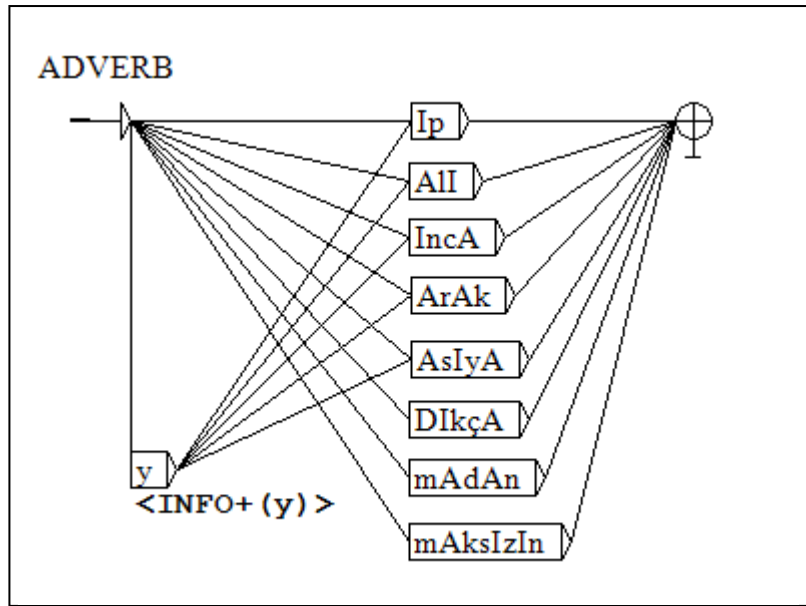 ADVERB
Ip
AlI
IncA
ArAk
AsIyA
DIkçA
y
mAdAn
<INFO+(y)>
mAksIzIn